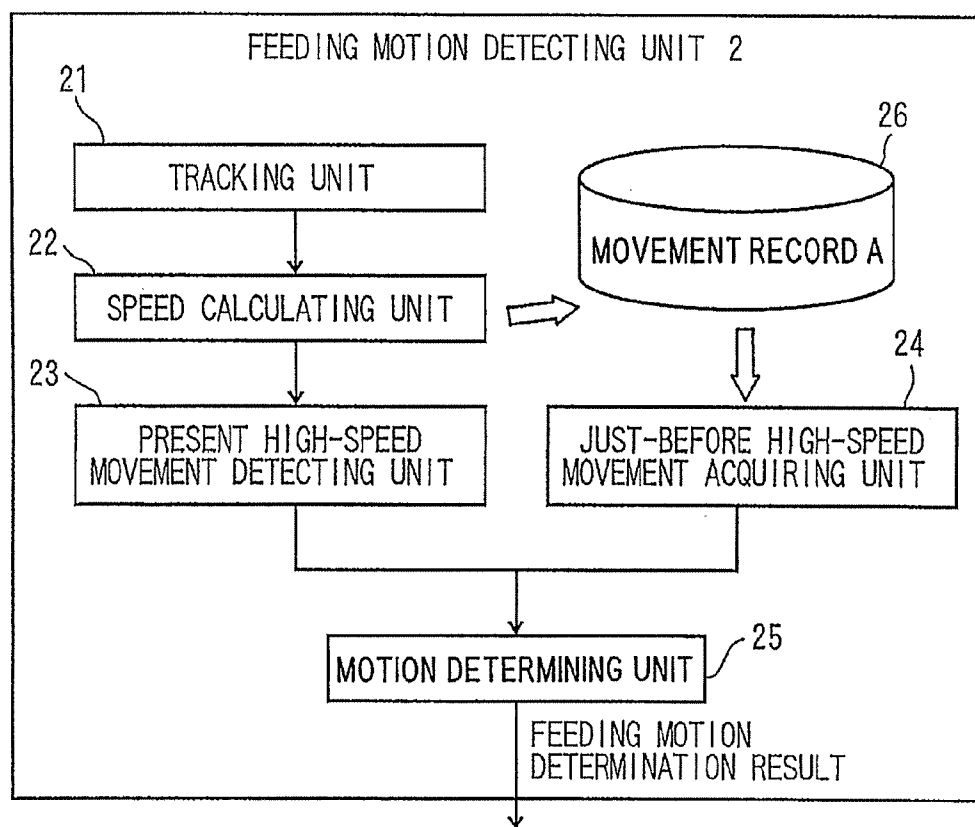 FEEDING MOTION DETECTING UNIT 2
21
TRACKING UNIT
26
MOVEMENT RECORD A
22
SPEED CALCULATING UNIT
23
PRESENT HIGH-SPEED
MOVEMENT DETECTING UNIT
24
JUST-BEFORE HIGH-SPEED
MOVEMENT ACQUIRING UNIT
25
MOTION DETERMINING UNIT
FEEDING MOTION
DETERMINATION RESULT